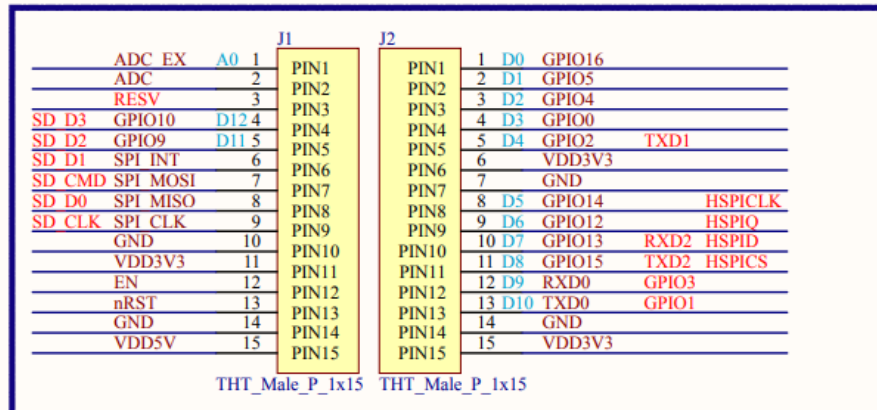 J1 J2
ADC_EX A0 1 PIN1 PIN1 1 D0 GPIO16
ADC 2 PIN2 PIN2 2 D1 GPIO5
RESV 3 PIN3 PIN3 3 D2 GPIO4
SD_D3 GPIO10 D12 4 PIN4 PIN4 4 D3 GPIO0
SD_D2 GPIO9 D11 5 PIN5 PIN5 5 D4 GPIO2 TXD1
SD_D1 SPI_INT 6 PIN6 PIN6 6 VDD3V3
SD_CMD SPI_MOSI 7 PIN7 PIN7 7 GND
SD_D0 SPI_MISO 8 PIN8 PIN8 8 D5 GPIO14 HSPICLK
SD_CLK SPI_CLK 9 PIN9 PIN9 9 D6 GPIO12 HSPIQ
GND 10 PIN10 PIN10 10 D7 GPIO13 RXD2 HSPID
VDD3V3 11 PIN11 PIN11 11 D8 GPIO15 TXD2 HSPICS
EN 12 PIN12 PIN12 12 D9 RXD0 GPIO3
nRST 13 PIN13 PIN13 13 D10 TXD0 GPIO1
GND 14 PIN14 PIN14 14 GND
VDD5V 15 PIN15 PIN15 15 VDD3V3
THT_Male_P_1x15 THT_Male_P_1x15